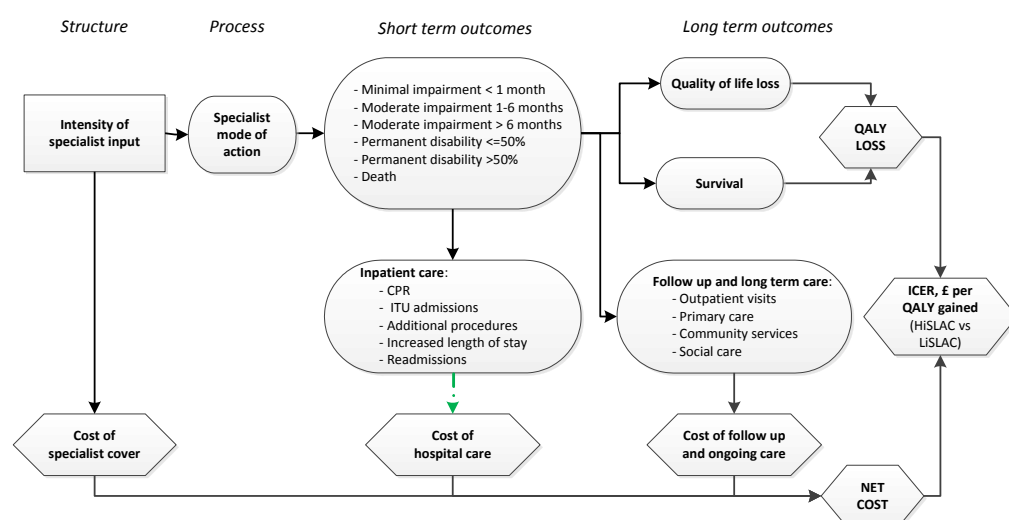 Structure
Process
Short term outcomes
Long term outcomes
Intensity of
specialist input
Specialist
mode of
action
- Minimal impairment < 1 month
- Moderate impairment 1-6 months
- Moderate impairment > 6 months
- Permanent disability <=50%
- Permanent disability >50%
- Death
Quality of life loss
Survival
QALY
LOSS
Inpatient care:
- CPR
- ITU admissions
- Additional procedures
- Increased length of stay
- Readmissions
Follow up and long term care:
- Outpatient visits
- Primary care
- Community services
- Social care
ICER, £ per
QALY gained
(HiSLAC vs
LiSLAC)
Cost of
specialist cover
Cost of
hospital care
Cost of follow up
and ongoing care
NET
COST